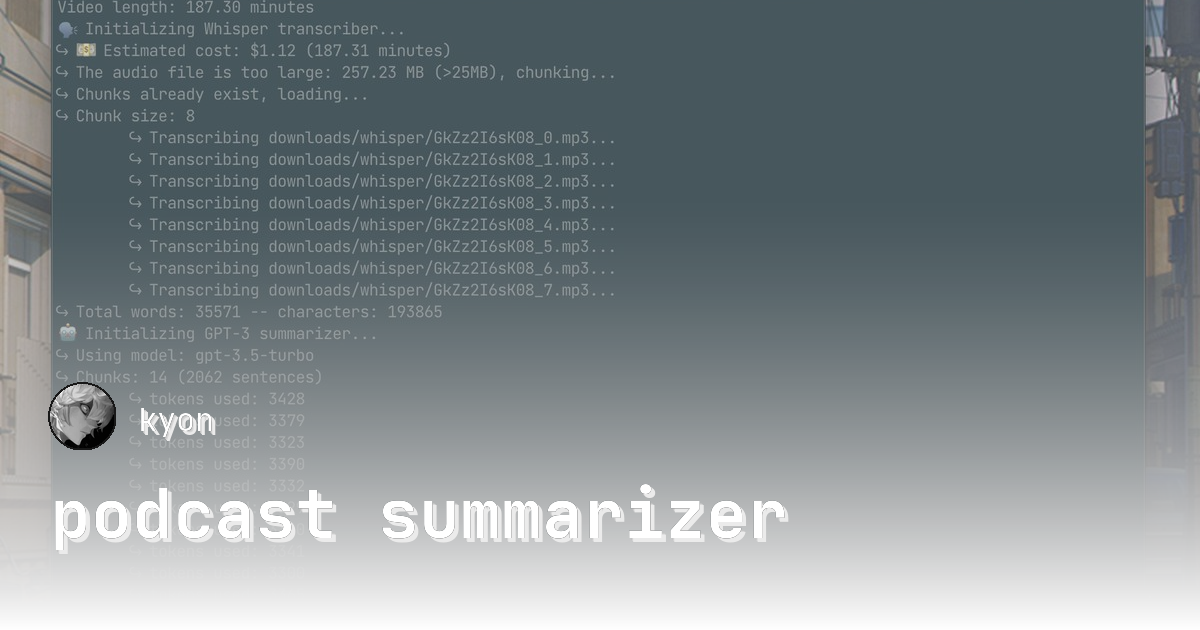 Video length: 187.30 minutes
🗣 Initializing Whisper transcriber...
↪ 💵 Estimated cost: $1.12 (187.31 minutes)
↪ The audio file is too large: 257.23 MB (>25MB), chunking...
↪ Chunks already exist, loading...
↪ Chunk size: 8
↪ Transcribing downloads/whisper/GkZz2I6sK08_0.mp3...
↪ Transcribing downloads/whisper/GkZz2I6sK08_1.mp3...
↪ Transcribing downloads/whisper/GkZz2I6sK08_2.mp3...
↪ Transcribing downloads/whisper/GkZz2I6sK08_3.mp3...
↪ Transcribing downloads/whisper/GkZz2I6sK08_4.mp3...
↪ Transcribing downloads/whisper/GkZz2I6sK08_5.mp3...
↪ Transcribing downloads/whisper/GkZz2I6sK08_6.mp3...
↪ Transcribing downloads/whisper/GkZz2I6sK08_7.mp3...
↪ Total words: 35571 -- characters: 193865
🤖 Initializing GPT-3 summarizer...
↪ Using model: gpt-3.5-turbo
↪ Chunks: 14 (2062 sentences)
↪ tokens used: 3428
↪ tokens used: 3379
kyon
↪ tokens used: 3323
↪ tokens used: 3390
↪ tokens used: 3332
podcast summarizer